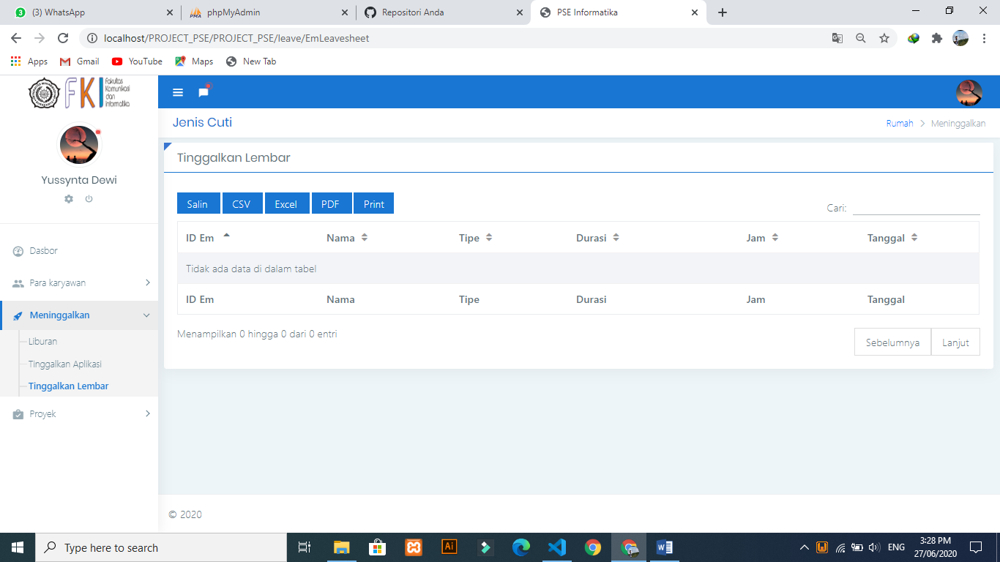 (3) WhatsApp
phpMyAdmin
Repositori Anda
PSE Informatika
localhost/PROJECT_PSE/PROJECT_PSE/leave/EmLeavesheet
Apps Gmail YouTube Maps New Tab
FKI Fakultas
Komunikasi
dan
Informatika
Yussynta Dewi
Dasbor
Para karyawan
Meninggalkan
Liburan
Tinggalkan Aplikasi
Tinggalkan Lembar
Proyek
Jenis Cuti
Rumah > Meninggalkan
Tinggalkan Lembar
Salin CSV Excel PDF Print
Cari:
ID Em Nama Tipe Durasi Jam Tanggal
Tidak ada data di dalam tabel
ID Em Nama Tipe Durasi Jam Tanggal
Menampilkan 0 hingga 0 dari 0 entri
Sebelumnya Lanjut
© 2020
Type here to search
Ai
ENG
3:28 PM
27/06/2020